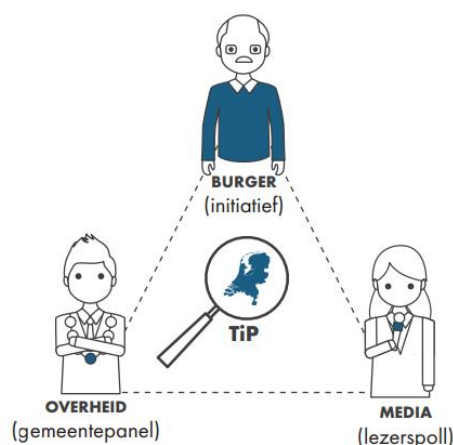 BURGER
(initiatief)
TiP
OVERHEID
(gemeentepanel)
MEDIA
(lezerspoll)